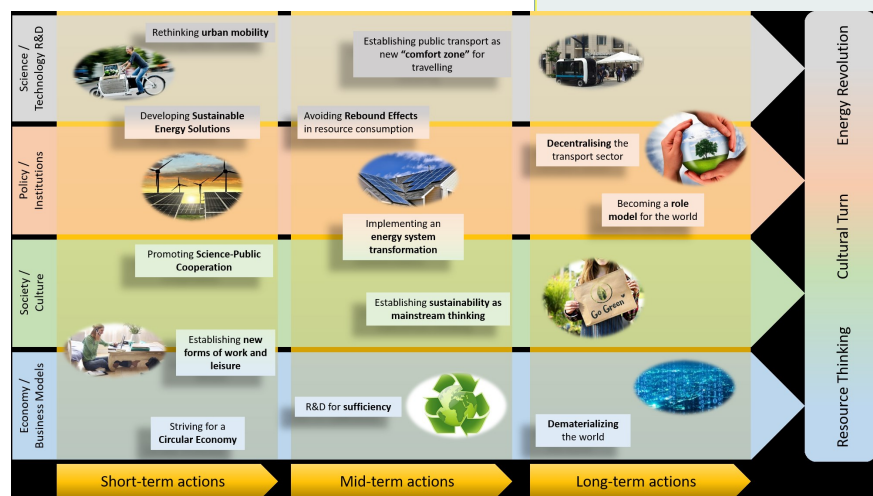 Science /
Technology R&D
Rethinking urban mobility
Establishing public transport as
new “comfort zone” for
travelling
Developing Sustainable
Energy Solutions
Avoiding Rebound Effects
in resource consumption
Policy /
Institutions
Decentralising the
transport sector
Becoming a role
model for the world
Implementing an
energy system
transformation
Society /
Culture
Promoting Science-Public
Cooperation
Establishing sustainability as
mainstream thinking
Go Green
Establishing new
forms of work and
leisure
Economy /
Business Models
R&D for sufficiency
Striving for a
Circular Economy
Dematerializing
the world
Short-term actions
Mid-term actions
Long-term actions
Energy Revolution
Cultural Turn
Resource Thinking